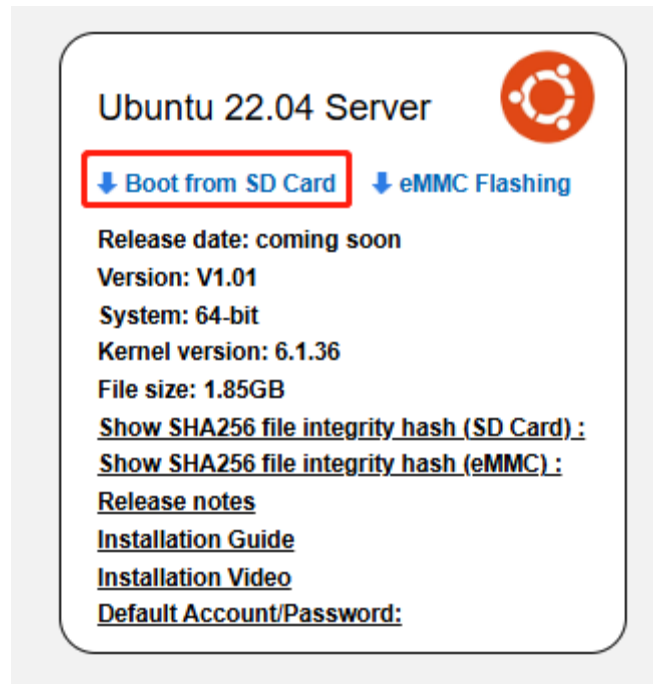 Ubuntu 22.04 Server
Boot from SD Card eMMC Flashing
Release date: coming soon
Version: V1.01
System: 64-bit
Kernel version: 6.1.36
File size: 1.85GB
Show SHA256 file integrity hash (SD Card) :
Show SHA256 file integrity hash (eMMC) :
Release notes
Installation Guide
Installation Video
Default Account/Password: